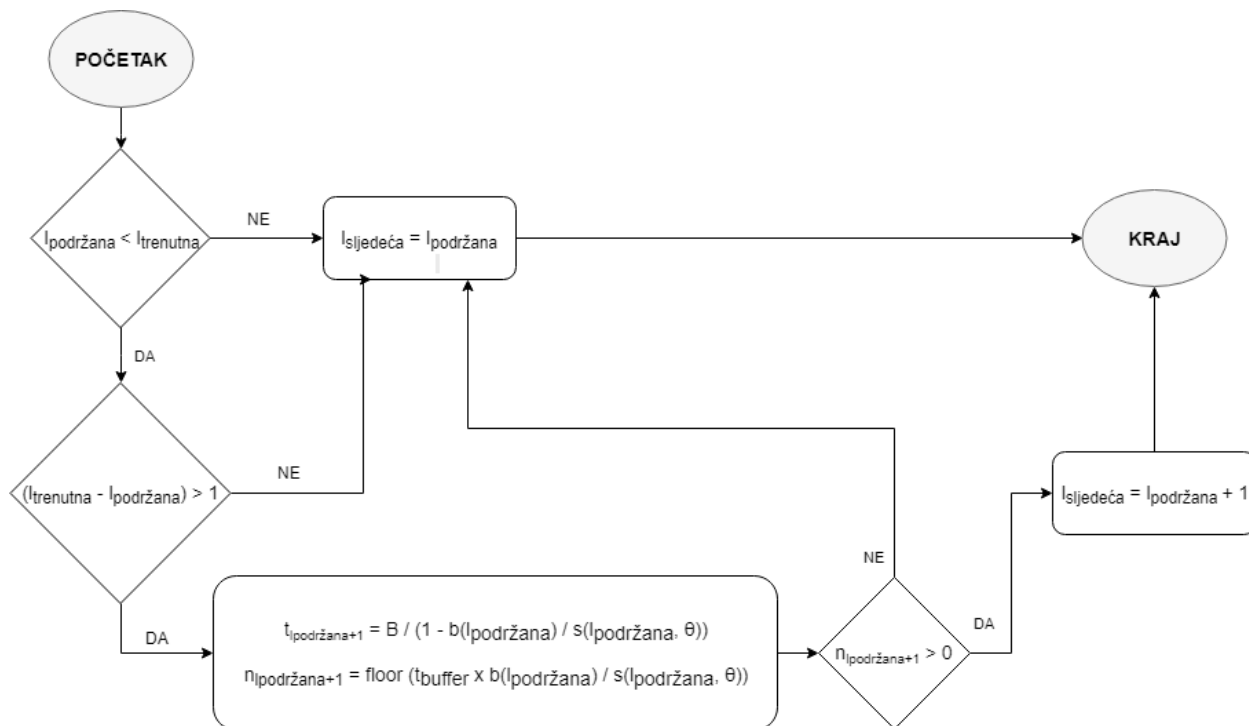 POČETAK
lpodržana < ltrenutna
NE
lsljedeća = lpodržana
KRAJ
DA
(ltrenutna - lpodržana) > 1
NE
lsljedeća = lpodržana + 1
NE
DA
tlpodržana+1 = B / (1 - b(lpodržana) / s(lpodržana, θ))
nlpodržana+1 = floor (tbuffer x b(lpodržana) / s(lpodržana, θ))
nlpodržana+1 > 0
DA